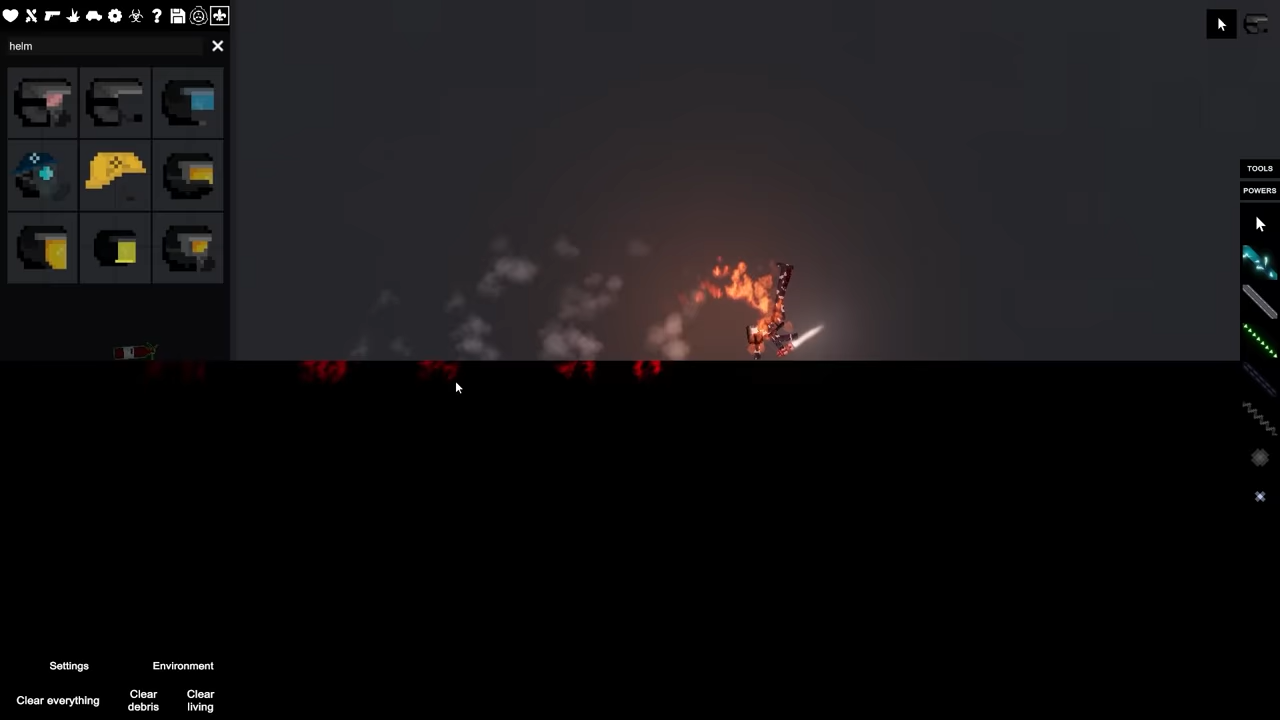 helm
TOOLS
POWERS
Settings
Environment
Clear everything
Clear debris
Clear living